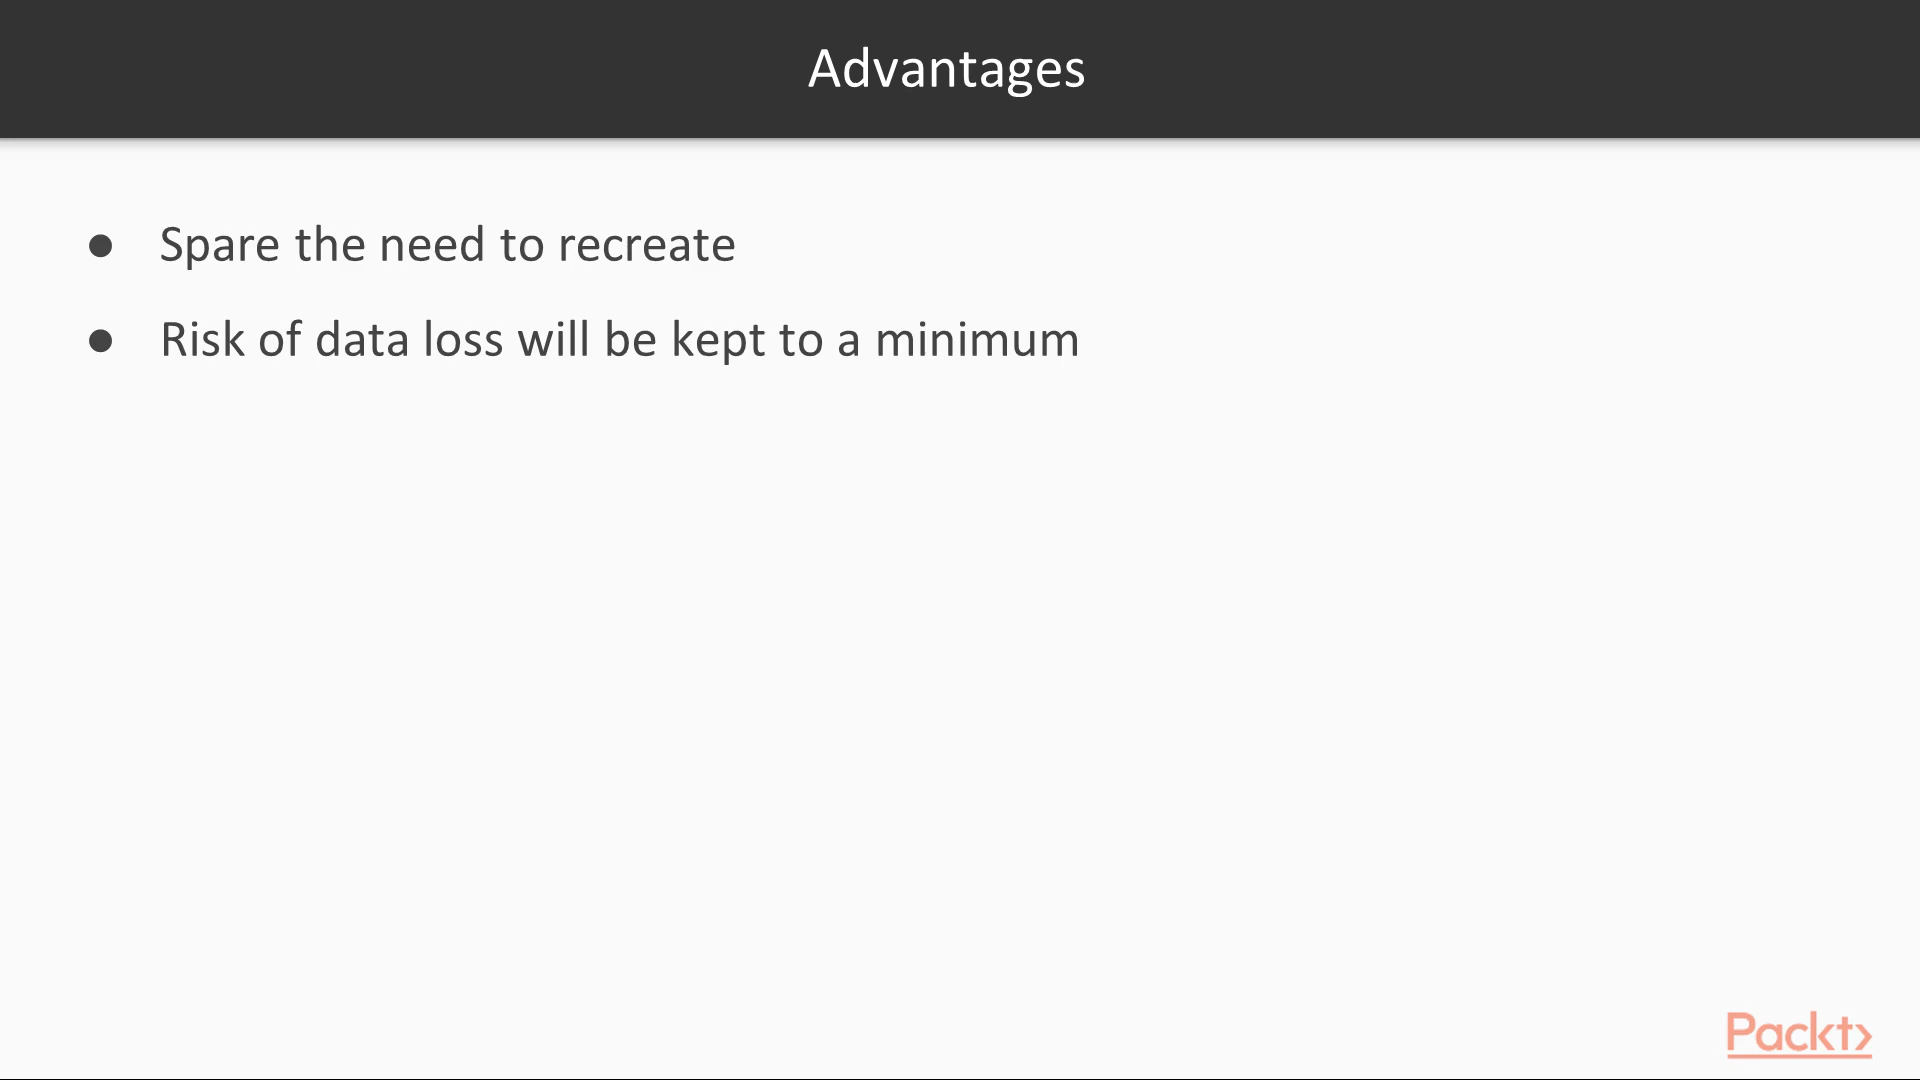 Advantages
● Spare the need to recreate
● Risk of data loss will be kept to a minimum
Packt>